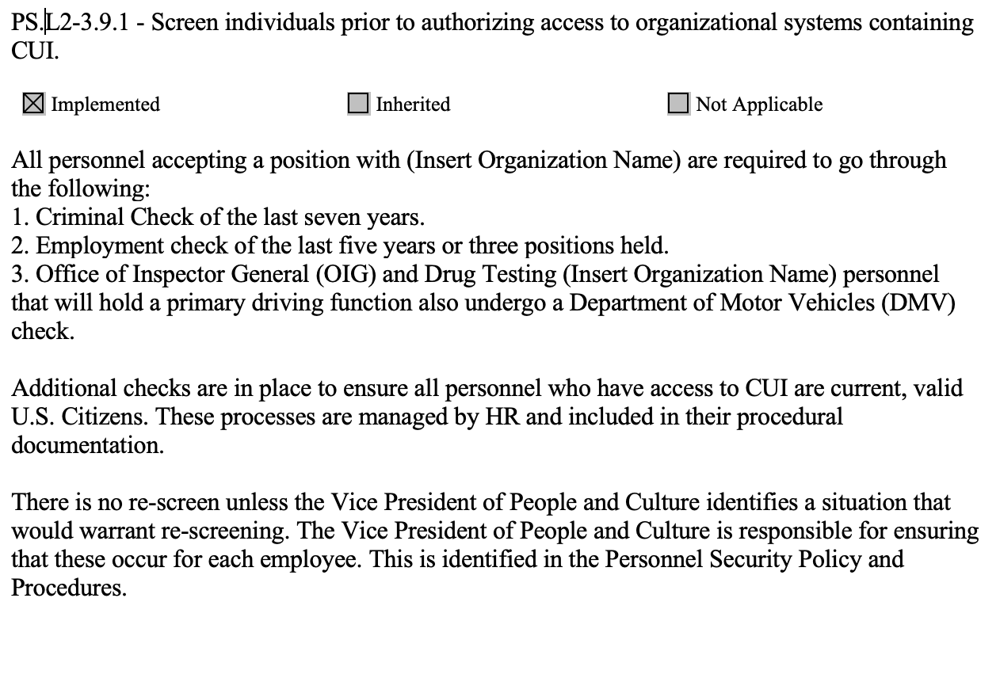 PS.L2-3.9.1 - Screen individuals prior to authorizing access to organizational systems containing
CUI.
Implemented
Inherited
Not Applicable
All personnel accepting a position with (Insert Organization Name) are required to go through
the following:
1. Criminal Check of the last seven years.
2. Employment check of the last five years or three positions held.
3. Office of Inspector General (OIG) and Drug Testing (Insert Organization Name) personnel
that will hold a primary driving function also undergo a Department of Motor Vehicles (DMV)
check.
Additional checks are in place to ensure all personnel who have access to CUI are current, valid
U.S. Citizens. These processes are managed by HR and included in their procedural
documentation.
There is no re-screen unless the Vice President of People and Culture identifies a situation that
would warrant re-screening. The Vice President of People and Culture is responsible for ensuring
that these occur for each employee. This is identified in the Personnel Security Policy and
Procedures.